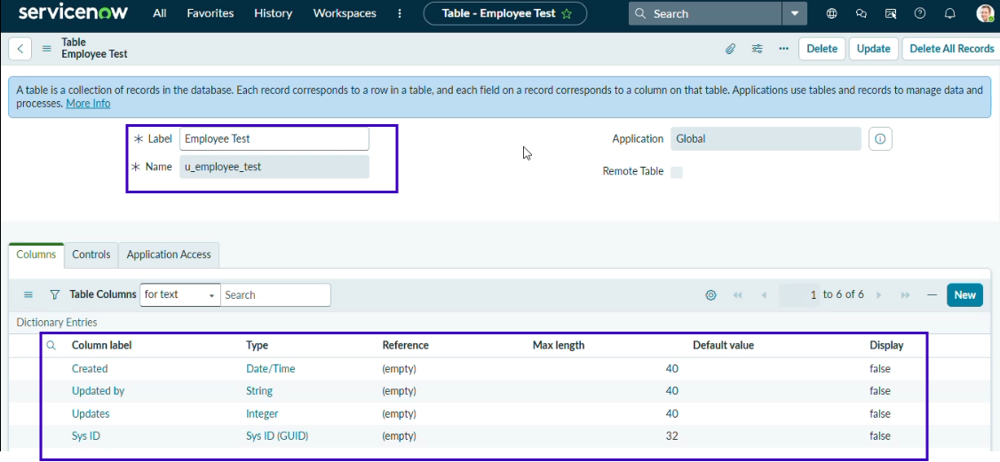 servicenow All Favorites History Workspaces Table - Employee Test Search
Table
Employee Test
Delete Update Delete All Records
A table is a collection of records in the database. Each record corresponds to a row in a table, and each field on a record corresponds to a column on that table. Applications use tables and records to manage data and
processes. More Info
* Label Employee Test Application Global
* Name u_employee_test Remote Table
Columns Controls Application Access
Table Columns for text Search 1 to 6 of 6 New
Dictionary Entries
Column label Type Reference Max length Default value Display
Created Date/Time (empty) 40 false
Updated by String (empty) 40 false
Updates Integer (empty) 40 false
Sys ID Sys ID (GUID) (empty) 32 false